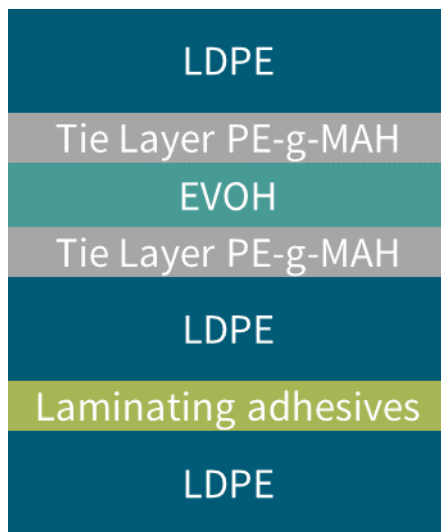 LDPE
Tie Layer PE-g-MAH
EVOH
Tie Layer PE-g-MAH
LDPE
Laminating adhesives
LDPE